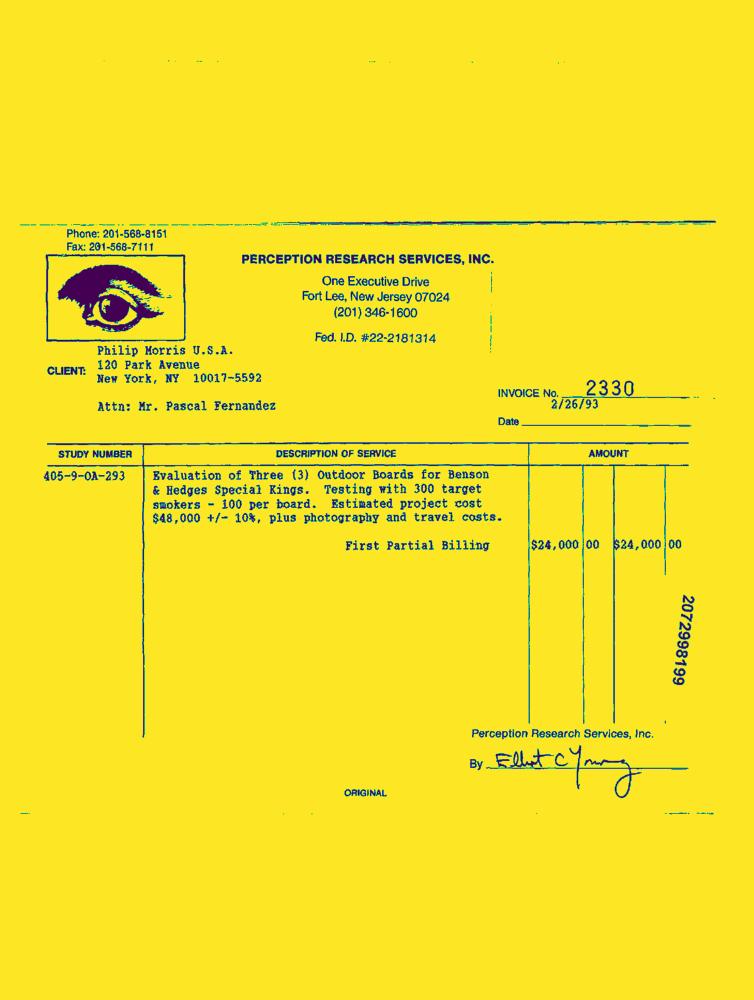 Phone: 201-568-8151
Fax: 201-568-7111
PERCEPTION RESEARCH SERVICES, INC.
One Executive Drive
Fort Lee, New Jersey 07024
(201) 346-1600
Fed. I.D. #22-2181314
CLIENT:
Philip Morris U.S.A.
120 Park Avenue
New York, NY 10017-5592
Attn: Mr. Pascal Fernandez
INVOICE No. 2330
2/26/93
Date
STUDY NUMBER DESCRIPTION OF SERVICE AMOUNT
405-9-OA-293 Evaluation of Three (3) Outdoor Boards for Benson
& Hedges Special Kings. Testing with 300 target
smokers - 100 per board. Estimated project cost
$48,000 +/- 10%, plus photography and travel costs.
First Partial Billing $24,000 00 $24,000 00
2072998199
Perception Research Services, Inc.
By Elliot C Young
ORIGINAL